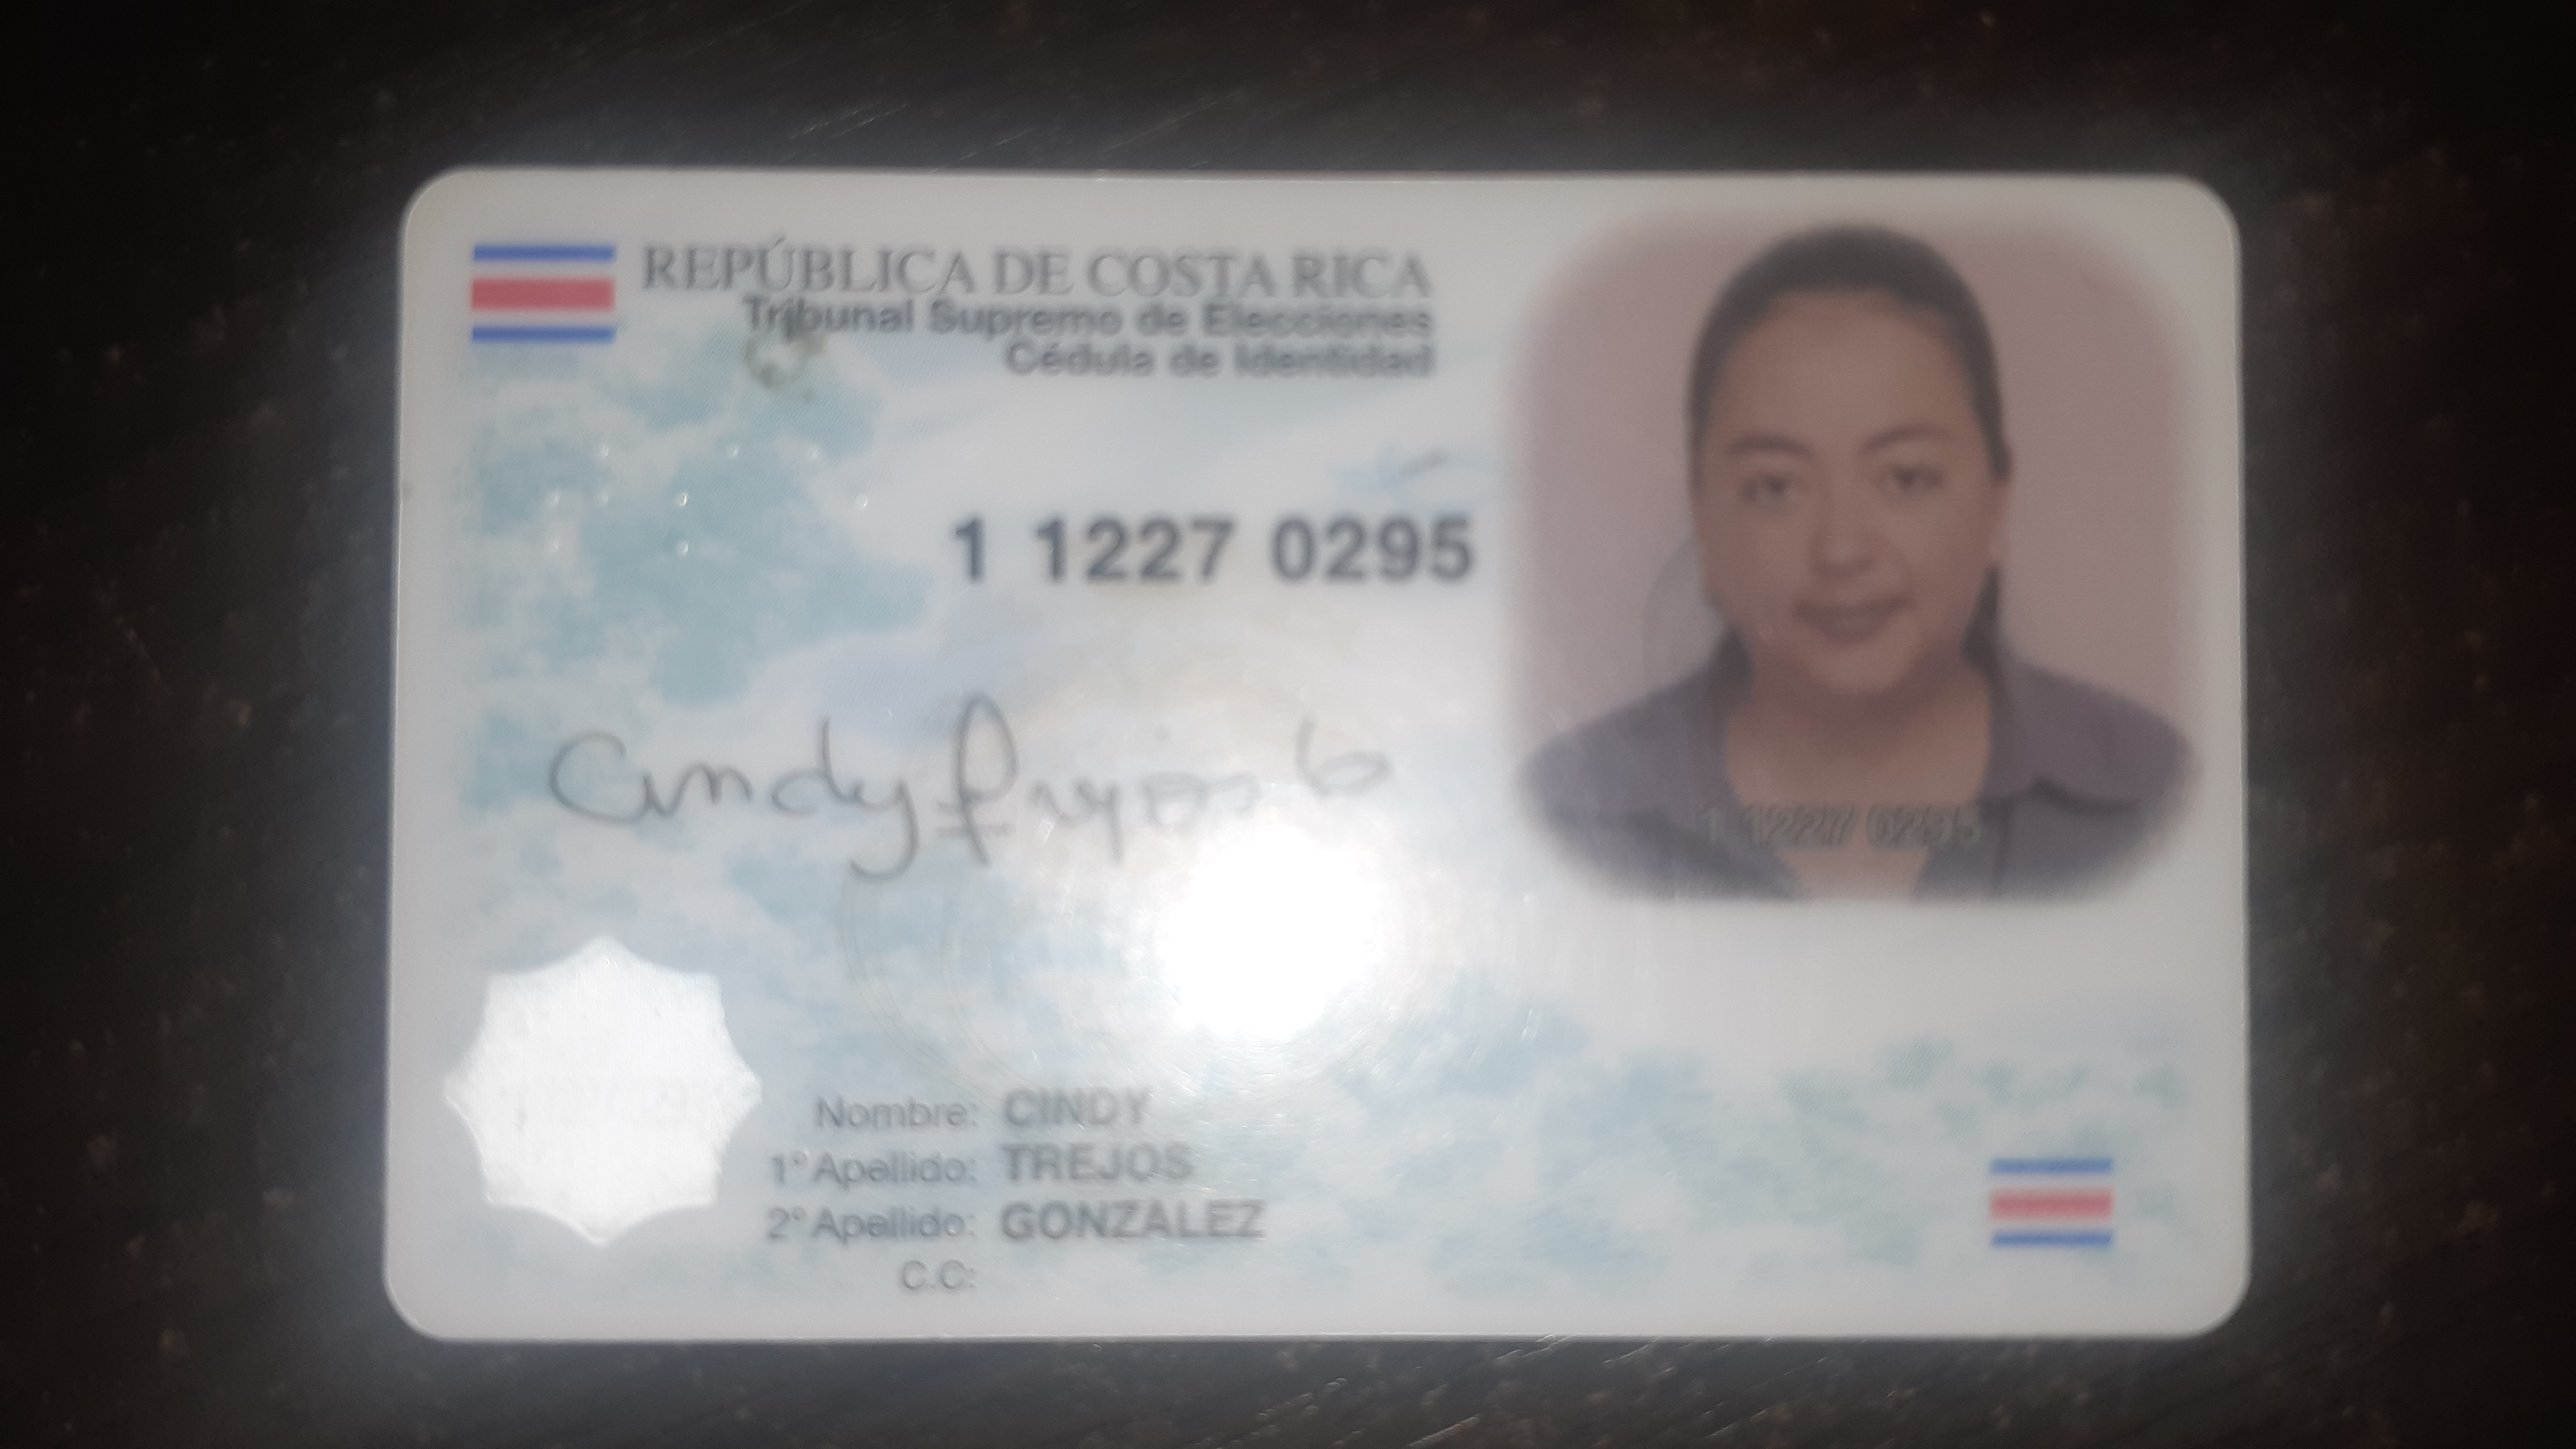 REPÚBLICA DE COSTA RICA
Tribunal Supremo de Elecciones
Cédula de Identidad
1 1227 0295
Cindy Trejos G
1 1227 0295
Nombre: CINDY
1° Apellido: TREJOS
2° Apellido: GONZALEZ
C.C: